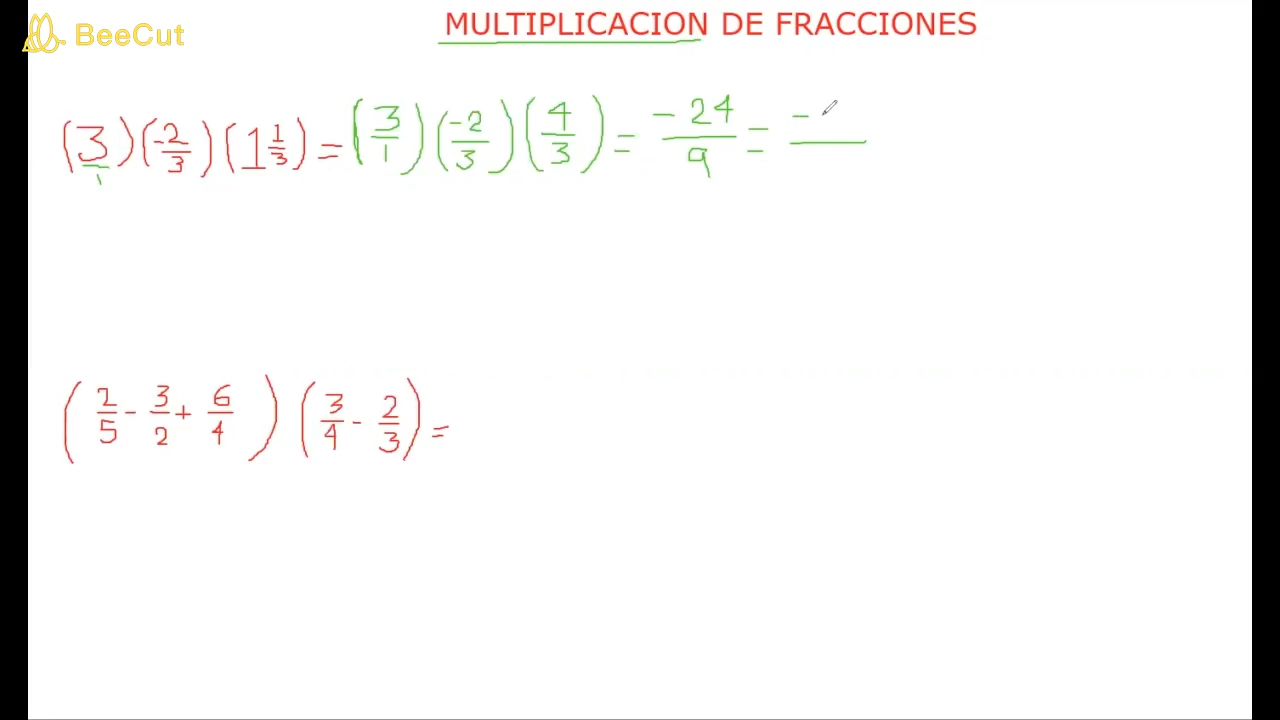 BeeCut
MULTIPLICACION DE FRACCIONES
(3/1)(-2/3)(1 1/3) = (3/1)(-2/3)(4/3) = -24/9 = -
(2/5 - 3/2 + 6/4)(3/4 - 2/3) =